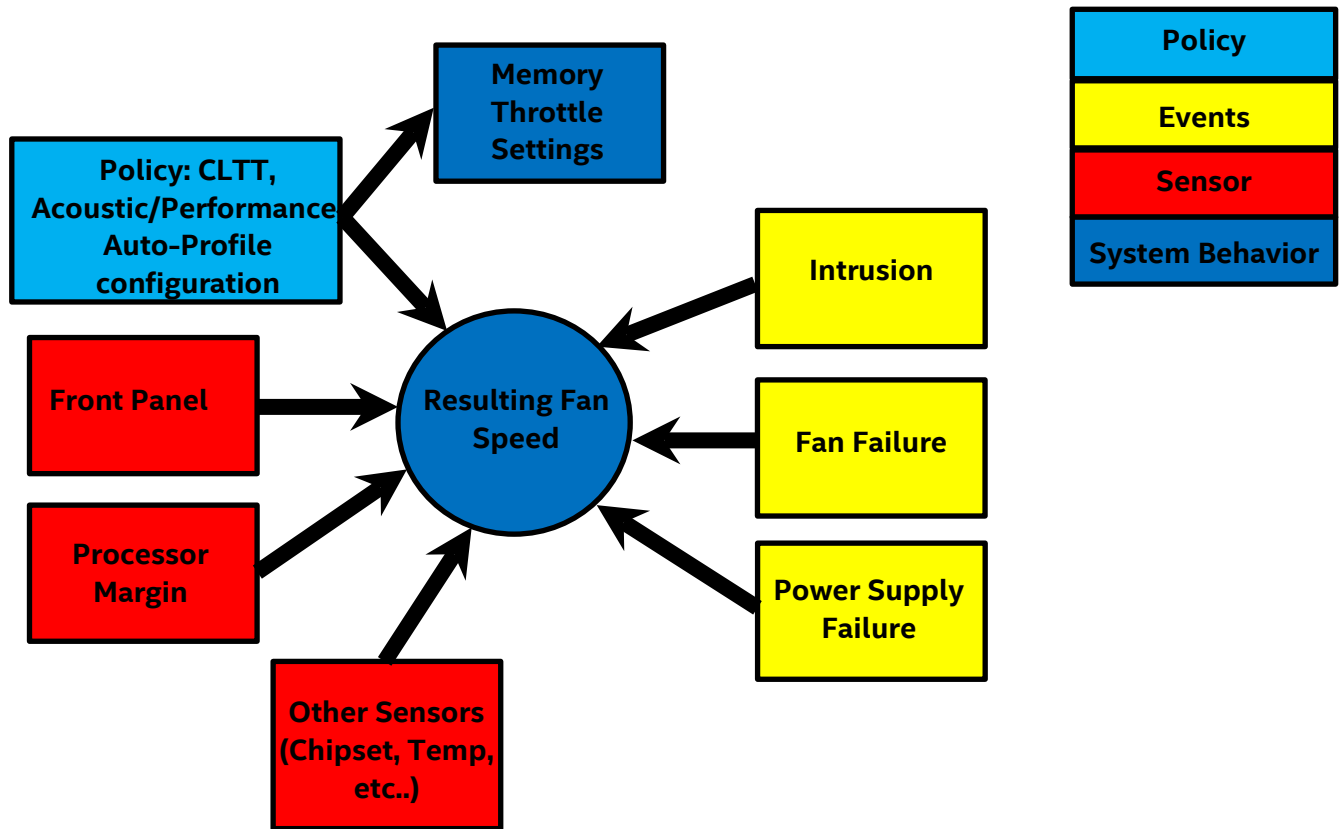 Memory
Throttle
Settings
Policy: CLTT,
Acoustic/Performance
Auto-Profile
configuration
Front Panel
Processor
Margin
Other Sensors
(Chipset, Temp,
etc..)
Resulting Fan
Speed
Intrusion
Fan Failure
Power Supply
Failure
Policy
Events
Sensor
System Behavior